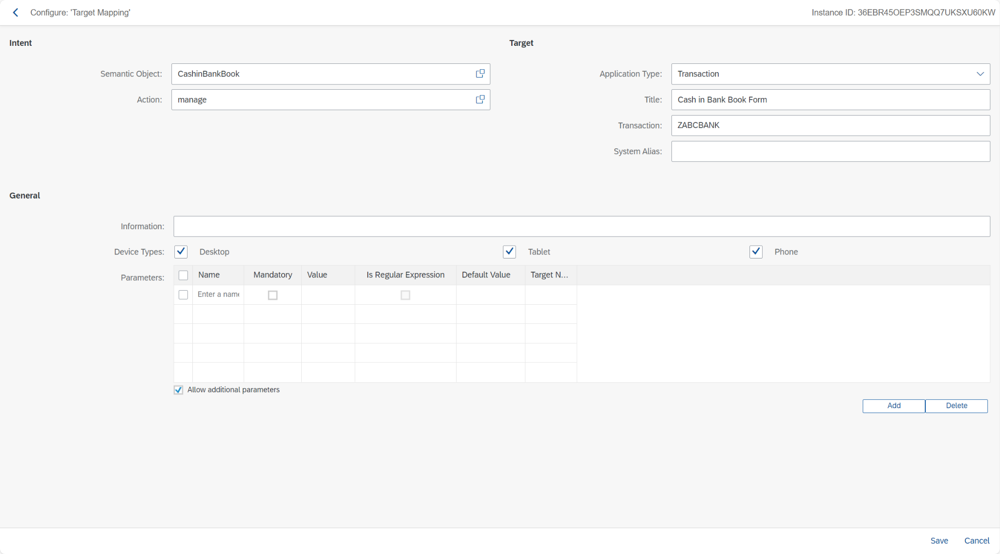 Configure: 'Target Mapping'
Instance ID: 36EBR45OEP3SMQQ7UKSXU60KW
Intent
Target
Semantic Object: CashinBankBook
Application Type: Transaction
Action: manage
Title: Cash in Bank Book Form
Transaction: ZABCBANK
System Alias:
General
Information:
Device Types: Desktop Tablet Phone
Parameters: Name Mandatory Value Is Regular Expression Default Value Target N...
Enter a name
Allow additional parameters
Add Delete
Save Cancel